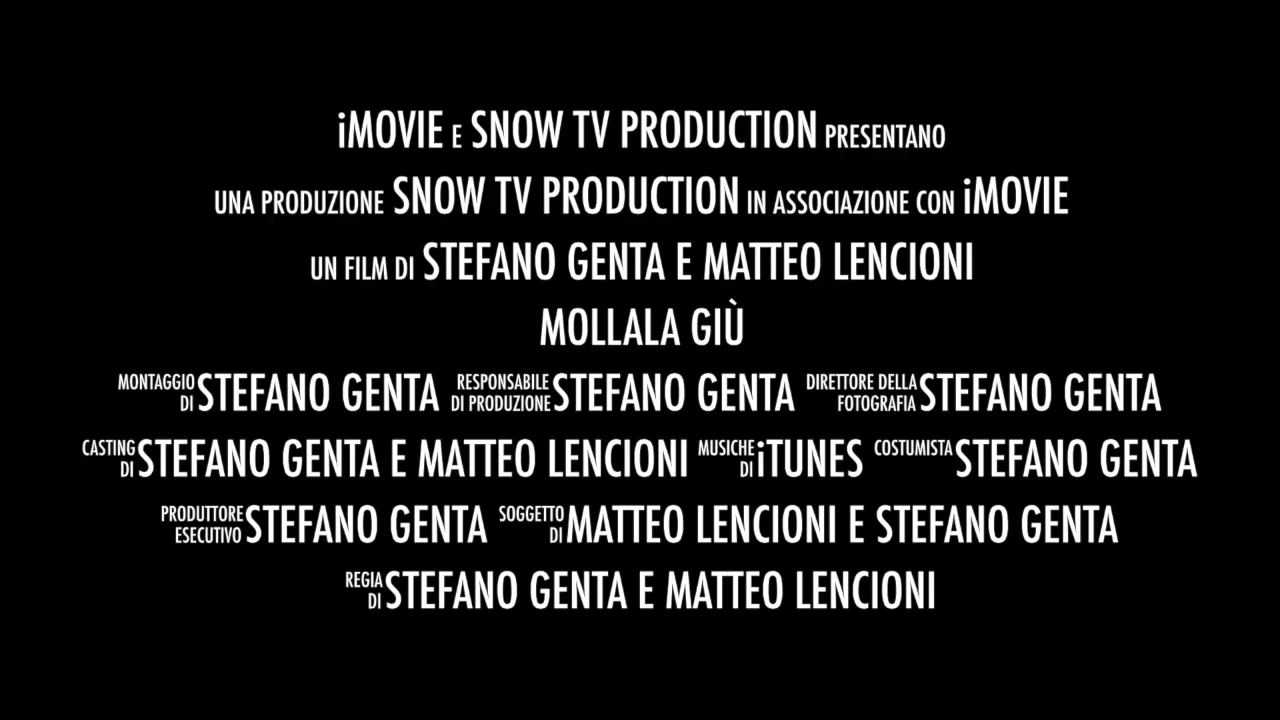 iMOVIE E SNOW TV PRODUCTION PRESENTANO
UNA PRODUZIONE SNOW TV PRODUCTION IN ASSOCIAZIONE CON iMOVIE
UN FILM DI STEFANO GENTA E MATTEO LENCIONI
MOLLALA GIÙ
MONTAGGIO DI STEFANO GENTA RESPONSABILE DI PRODUZIONE STEFANO GENTA DIRETTORE DELLA FOTOGRAFIA STEFANO GENTA
CASTING DI STEFANO GENTA E MATTEO LENCIONI MUSICHE DI iTUNES COSTUMISTA STEFANO GENTA
PRODUTTORE ESECUTIVO STEFANO GENTA SOGGETTO DI MATTEO LENCIONI E STEFANO GENTA
REGIA DI STEFANO GENTA E MATTEO LENCIONI